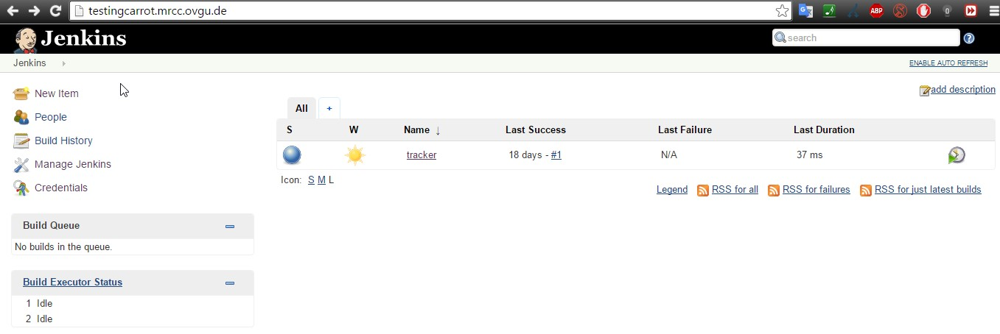 testingcarrot.mrcc.ovgu.de
ABP
0
Jenkins
search
?
Jenkins
ENABLE AUTO REFRESH
New Item
People
Build History
Manage Jenkins
Credentials
add description
All +
S W Name ↓ Last Success Last Failure Last Duration
tracker 18 days - #1 N/A 37 ms
Icon: S M L
Legend RSS for all RSS for failures RSS for just latest builds
Build Queue
No builds in the queue.
Build Executor Status
1 Idle
2 Idle